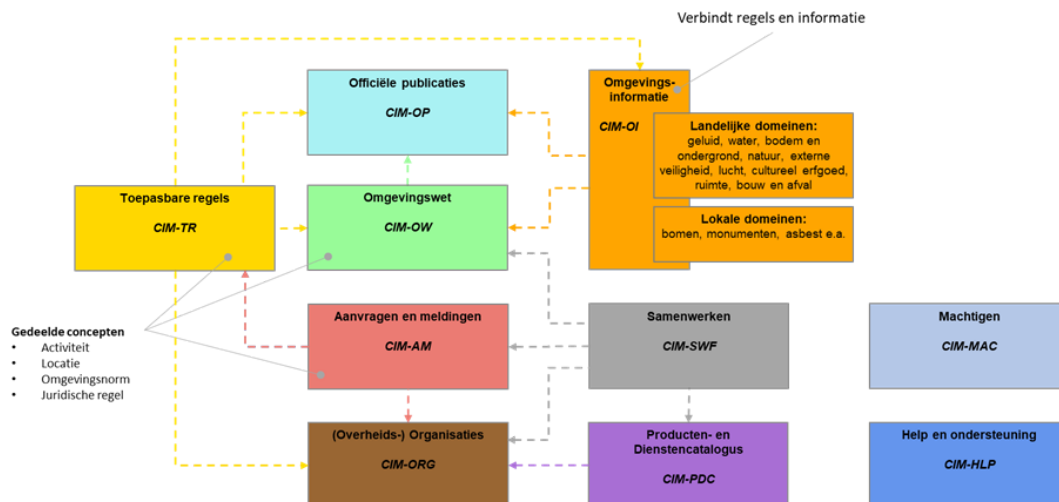 Verbindt regels en informatie
Officiële publicaties
CIM-OP
Omgevings-
informatie
CIM-OI
Landelijke domeinen:
geluid, water, bodem en
ondergrond, natuur, externe
veiligheid, lucht, cultureel erfgoed,
ruimte, bouw en afval
Lokale domeinen:
bomen, monumenten, asbest e.a.
Toepasbare regels
CIM-TR
Omgevingswet
CIM-OW
Gedeelde concepten
• Activiteit
• Locatie
• Omgevingsnorm
• Juridische regel
Aanvragen en meldingen
CIM-AM
Samenwerken
CIM-SWF
Machtigen
CIM-MAC
(Overheids-) Organisaties
CIM-ORG
Producten- en
Dienstencatalogus
CIM-PDC
Help en ondersteuning
CIM-HLP